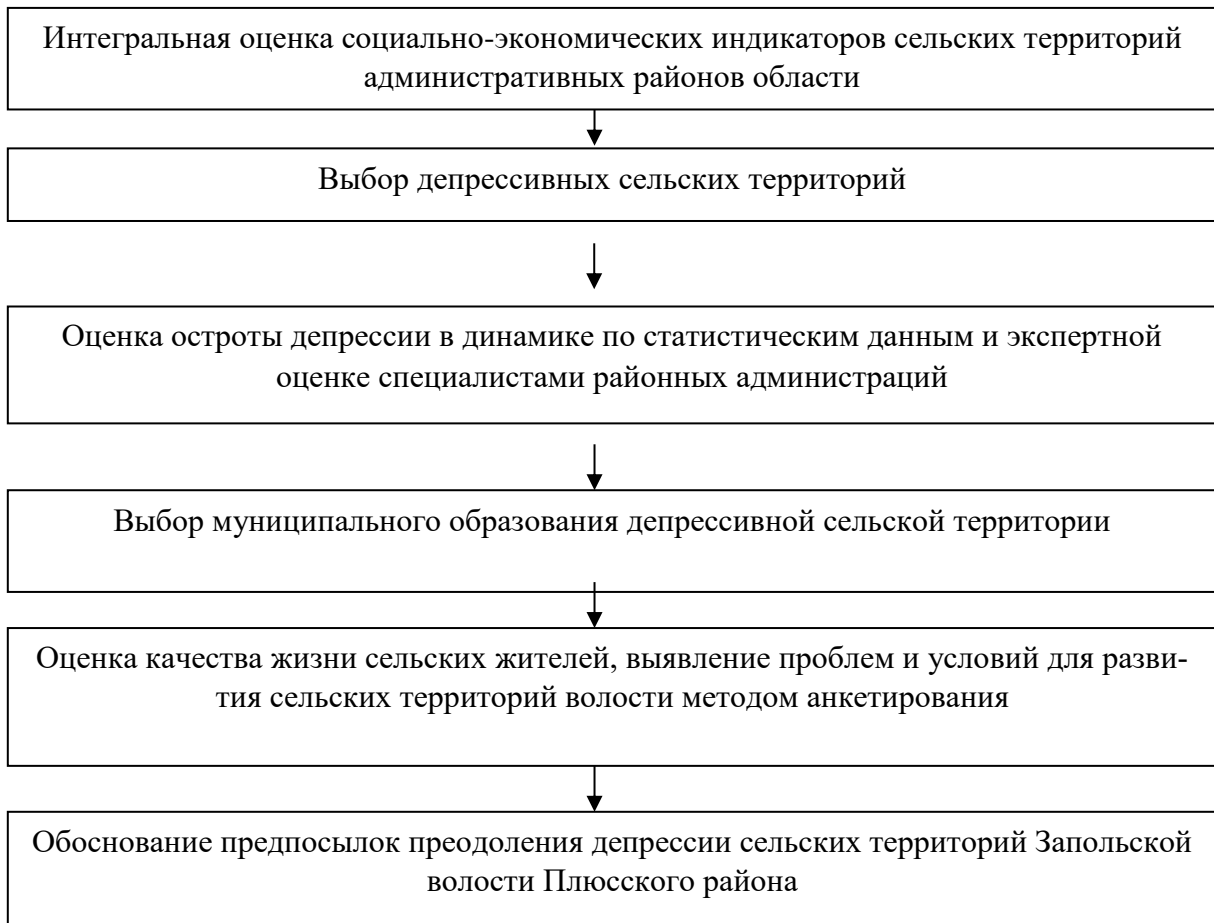 Интегральная оценка социально-экономических индикаторов сельских территорий
административных районов области
Выбор депрессивных сельских территорий
Оценка остроты депрессии в динамике по статистическим данным и экспертной
оценке специалистами районных администраций
Выбор муниципального образования депрессивной сельской территории
Оценка качества жизни сельских жителей, выявление проблем и условий для разви-
тия сельских территорий волости методом анкетирования
Обоснование предпосылок преодоления депрессии сельских территорий Запольской
волости Плюсского района